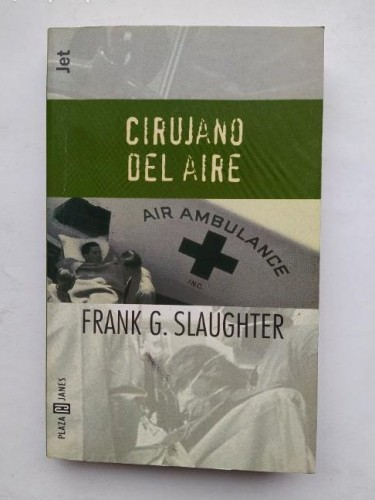 Jet
CIRUJANO
DEL AIRE
AIR AMBULANCE
INC.
FRANK G. SLAUGHTER
PLAZA & JANES